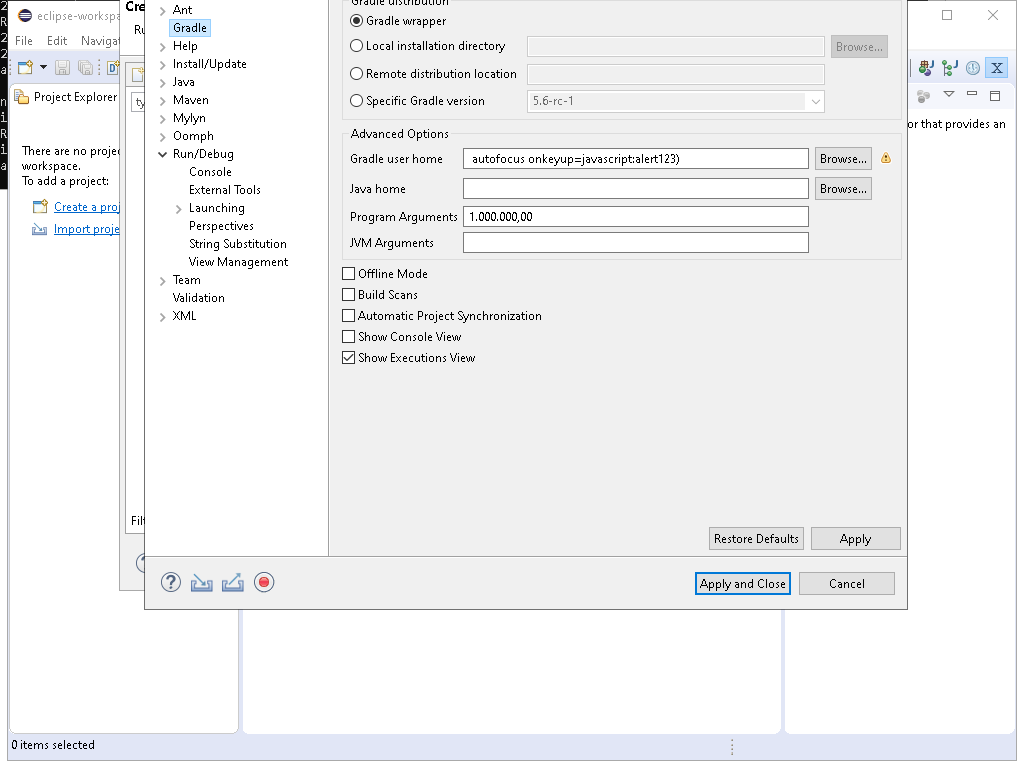 eclipse-workspa
Cre
File Edit Navigat
Ru
Project Explorer
ty
There are no projec
workspace.
To add a project:
Create a proj
Import proje
Filt
Ant
Gradle
Help
Install/Update
Java
Maven
Mylyn
Oomph
Run/Debug
Console
External Tools
Launching
Perspectives
String Substitution
View Management
Team
Validation
XML
Gradle distribution
Gradle wrapper
Local installation directory Browse...
Remote distribution location
Specific Gradle version 5.6-rc-1
Advanced Options
Gradle user home autofocus onkeyup=javascript:alert123) Browse...
Java home Browse...
Program Arguments 1.000.000,00
JVM Arguments
Offline Mode
Build Scans
Automatic Project Synchronization
Show Console View
Show Executions View
Restore Defaults Apply
Apply and Close Cancel
or that provides an
0 items selected